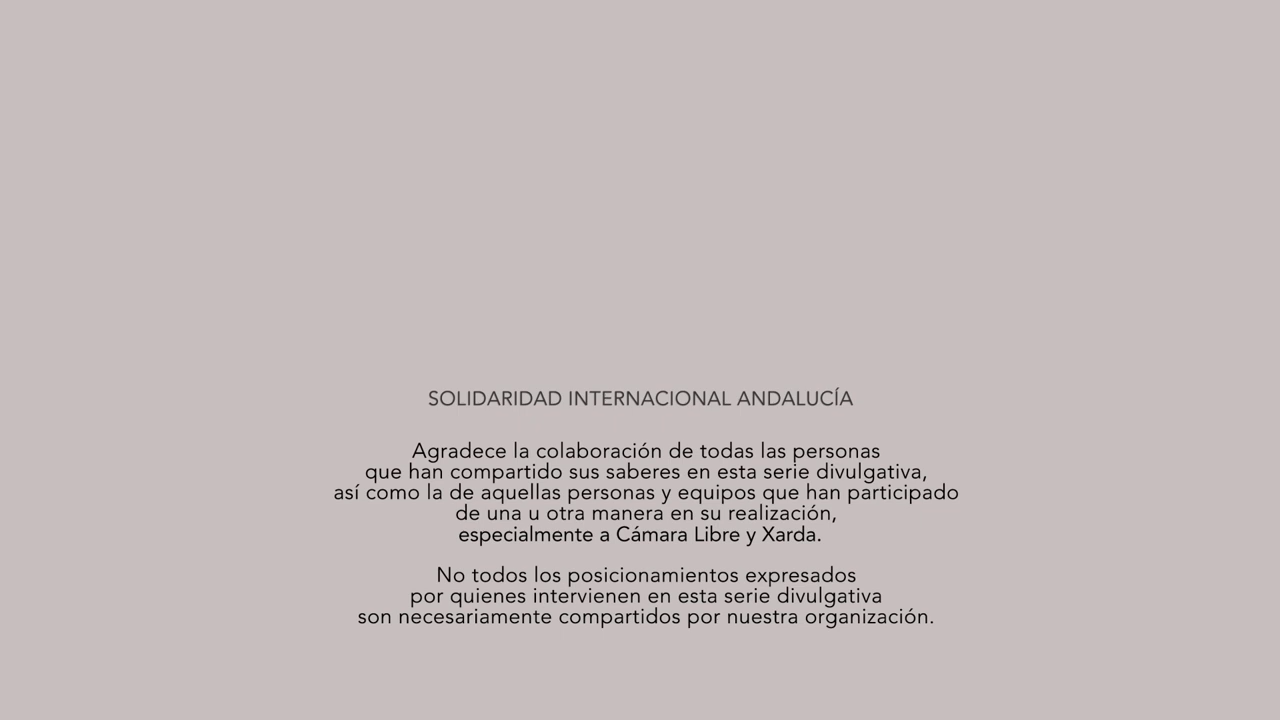 SOLIDARIDAD INTERNACIONAL ANDALUCÍA
Agradece la colaboración de todas las personas
que han compartido sus saberes en esta serie divulgativa,
así como la de aquellas personas y equipos que han participado
de una u otra manera en su realización,
especialmente a Cámara Libre y Xarda.
No todos los posicionamientos expresados
por quienes intervienen en esta serie divulgativa
son necesariamente compartidos por nuestra organización.